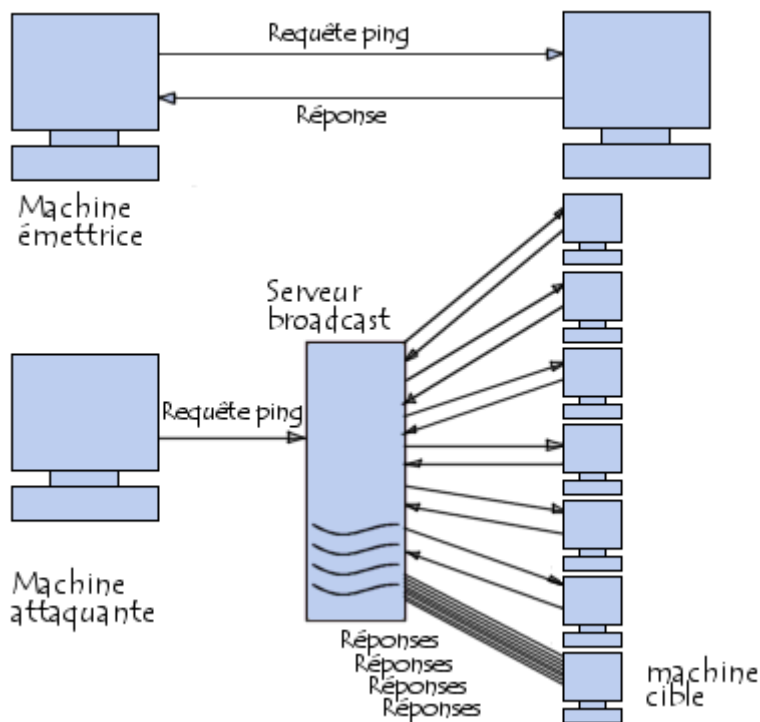 Requête ping
Réponse
Machine
émettrice
Serveur
broadcast
Requête ping
Machine
attaquante
Réponses
Réponses
Réponses
Réponses
machine
cible